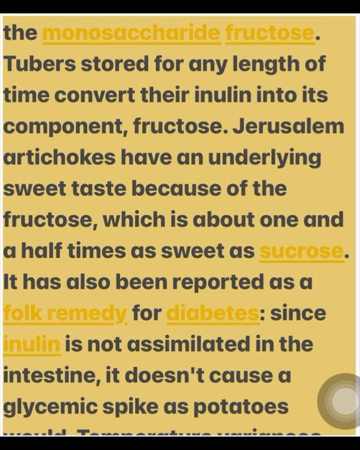 the monosaccharide fructose.
Tubers stored for any length of
time convert their inulin into its
component, fructose. Jerusalem
artichokes have an underlying
sweet taste because of the
fructose, which is about one and
a half times as sweet as sucrose.
It has also been reported as a
folk remedy for diabetes: since
inulin is not assimilated in the
intestine, it doesn't cause a
glycemic spike as potatoes
would. Temperature variances